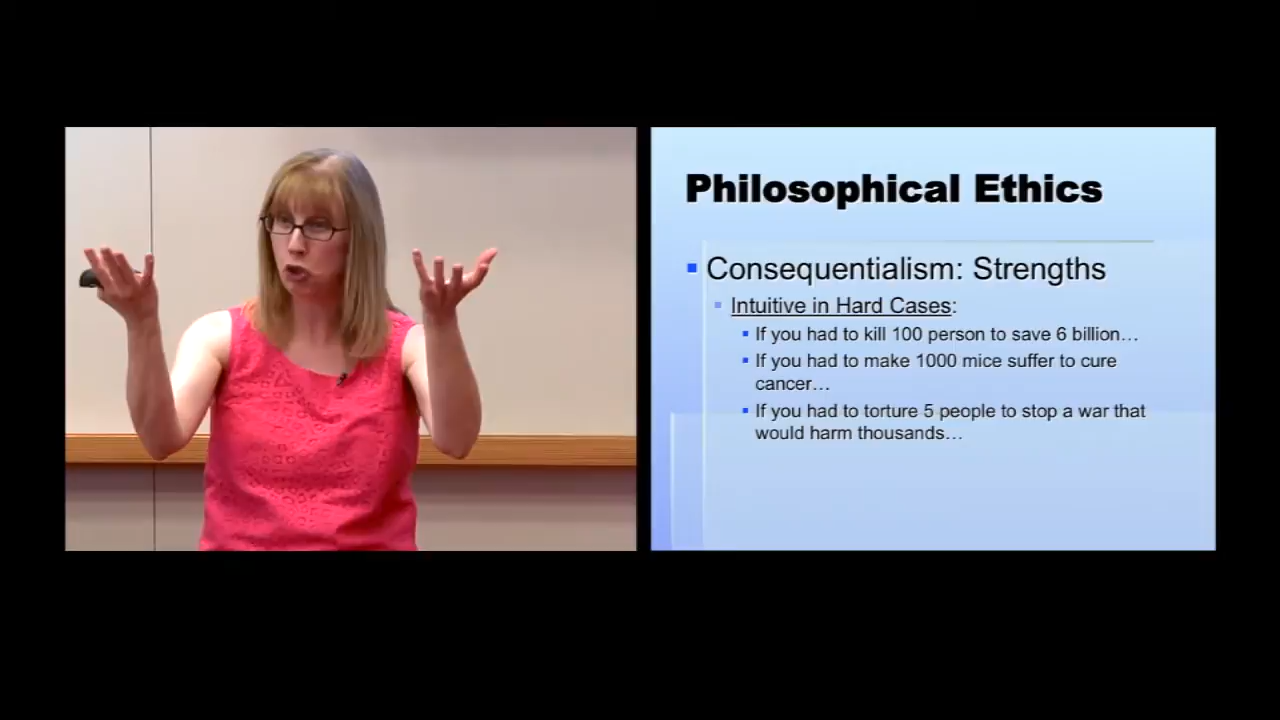 Philosophical Ethics
Consequentialism: Strengths
Intuitive in Hard Cases:
If you had to kill 100 person to save 6 billion…
If you had to make 1000 mice suffer to cure
cancer…
If you had to torture 5 people to stop a war that
would harm thousands…